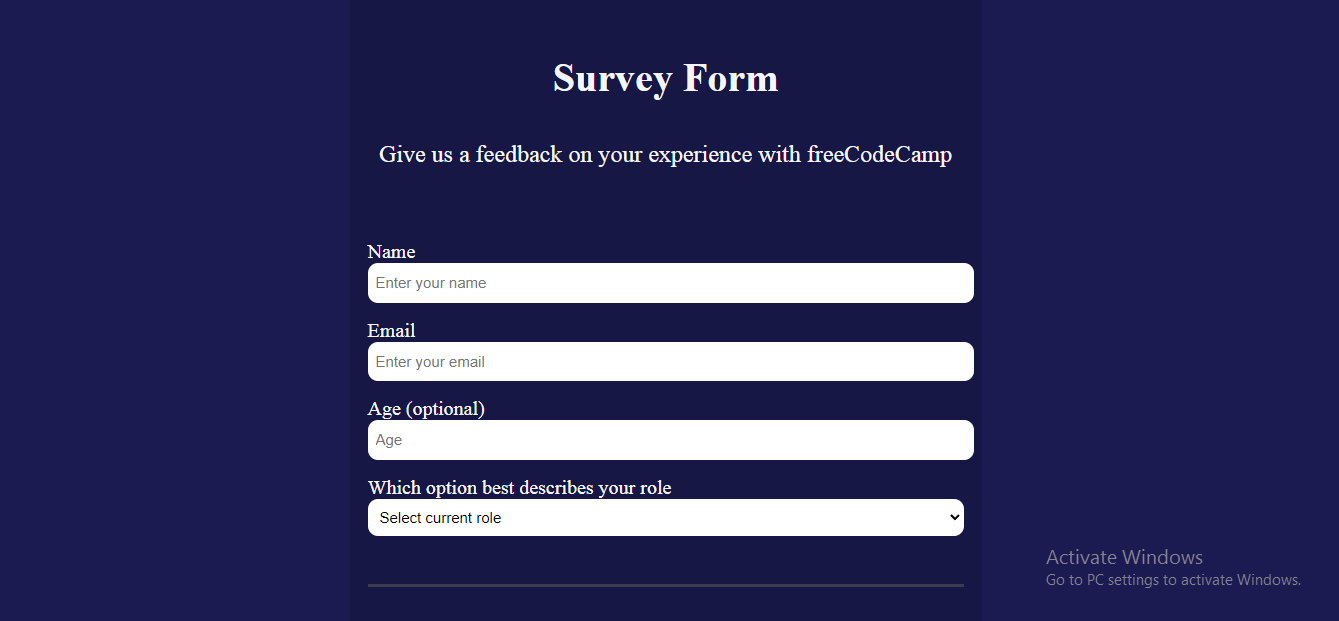 Survey Form
Give us a feedback on your experience with freeCodeCamp
Name
Enter your name
Email
Enter your email
Age (optional)
Age
Which option best describes your role
Select current role
Activate Windows
Go to PC settings to activate Windows.